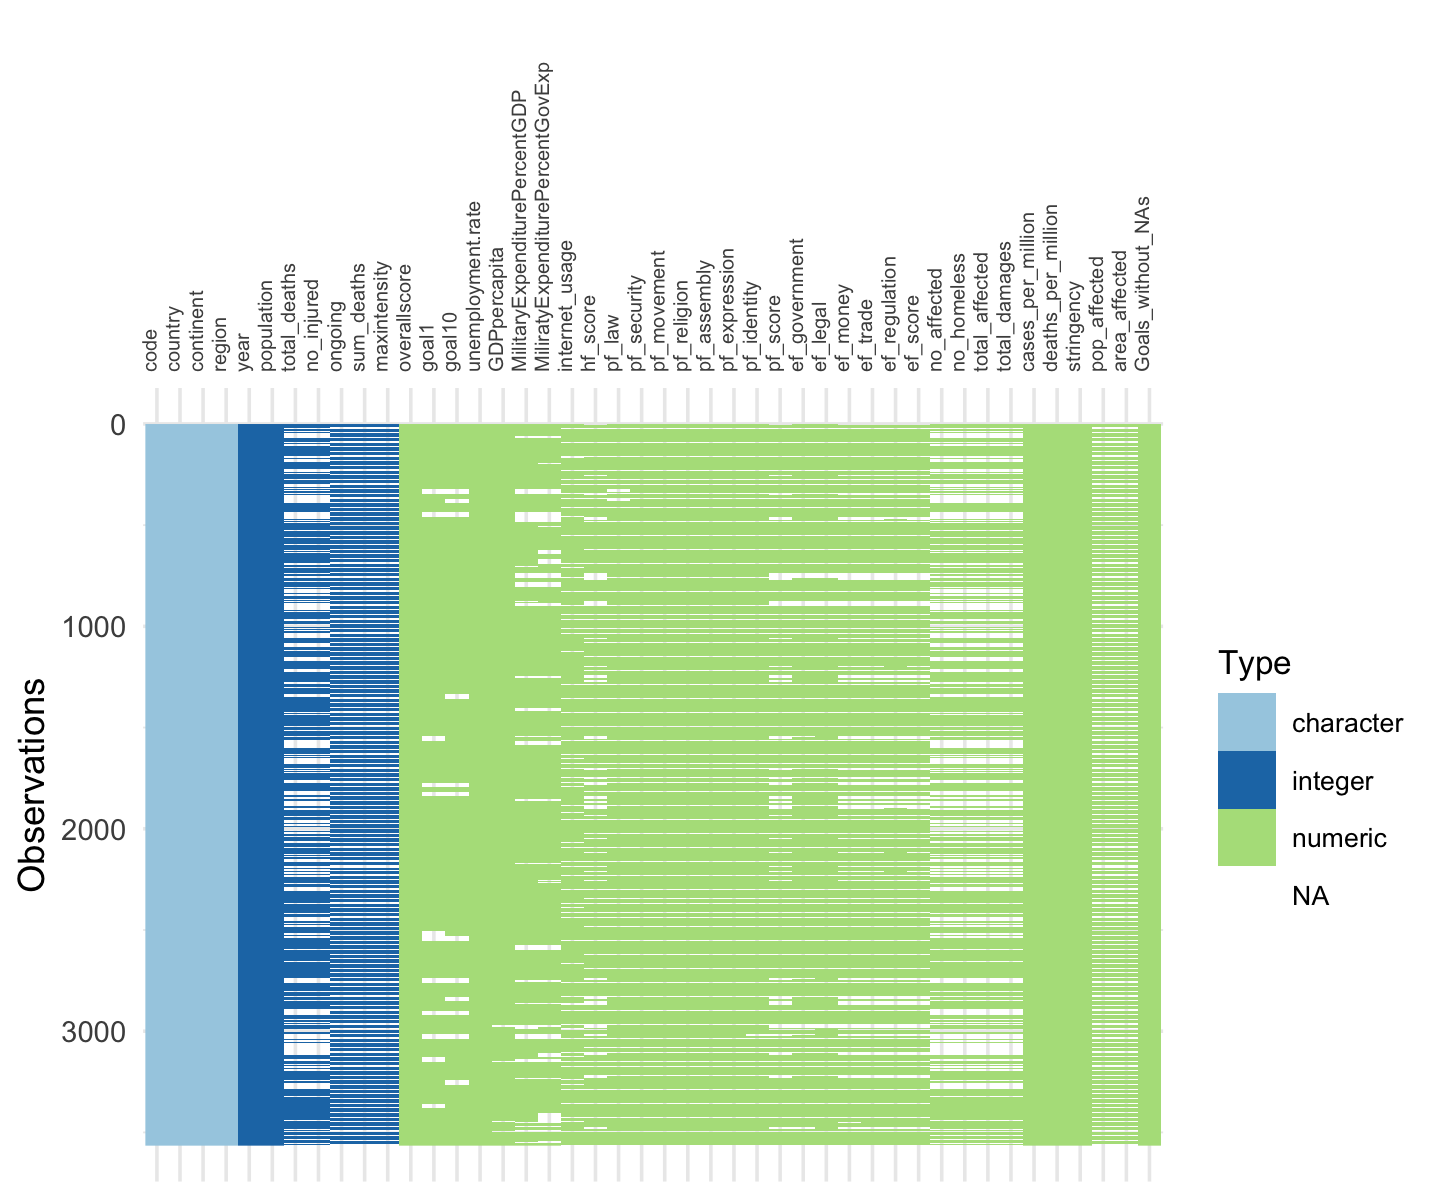 code
country
continent
region
year
population
total_deaths
no_injured
ongoing
sum_deaths
maxintensity
overallscore
goal1
goal10
unemployment.rate
GDPpercapita
MilitaryExpenditurePercentGDP
MiliratyExpenditurePercentGovExp
internet_usage
hf_score
pf_law
pf_security
pf_movement
pf_religion
pf_assembly
pf_expression
pf_identity
pf_score
ef_government
ef_legal
ef_money
ef_trade
ef_regulation
ef_score
no_affected
no_homeless
total_affected
total_damages
cases_per_million
deaths_per_million
stringency
pop_affected
area_affected
Goals_without_NAs
0
1000
2000
3000
Observations
Type
character
integer
numeric
NA